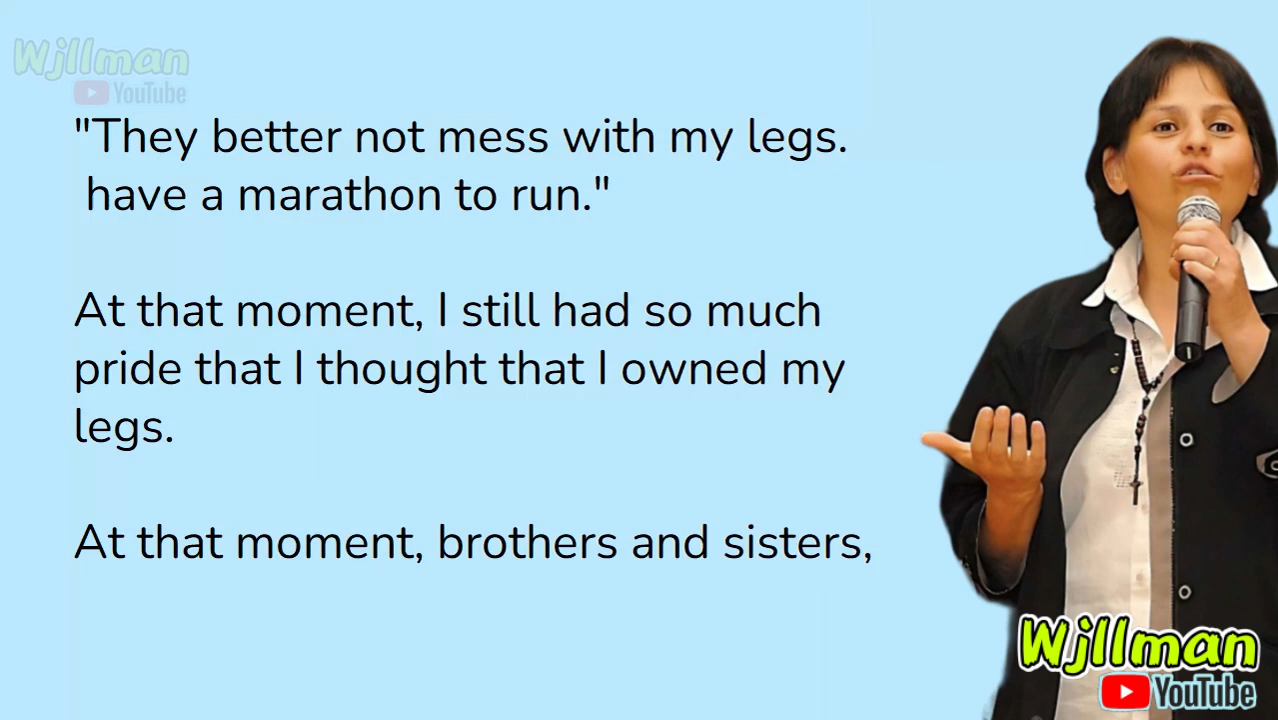 Wjllman
YouTube
"They better not mess with my legs.
have a marathon to run."
At that moment, I still had so much
pride that I thought that I owned my
legs.
At that moment, brothers and sisters,
Wjllman
YouTube